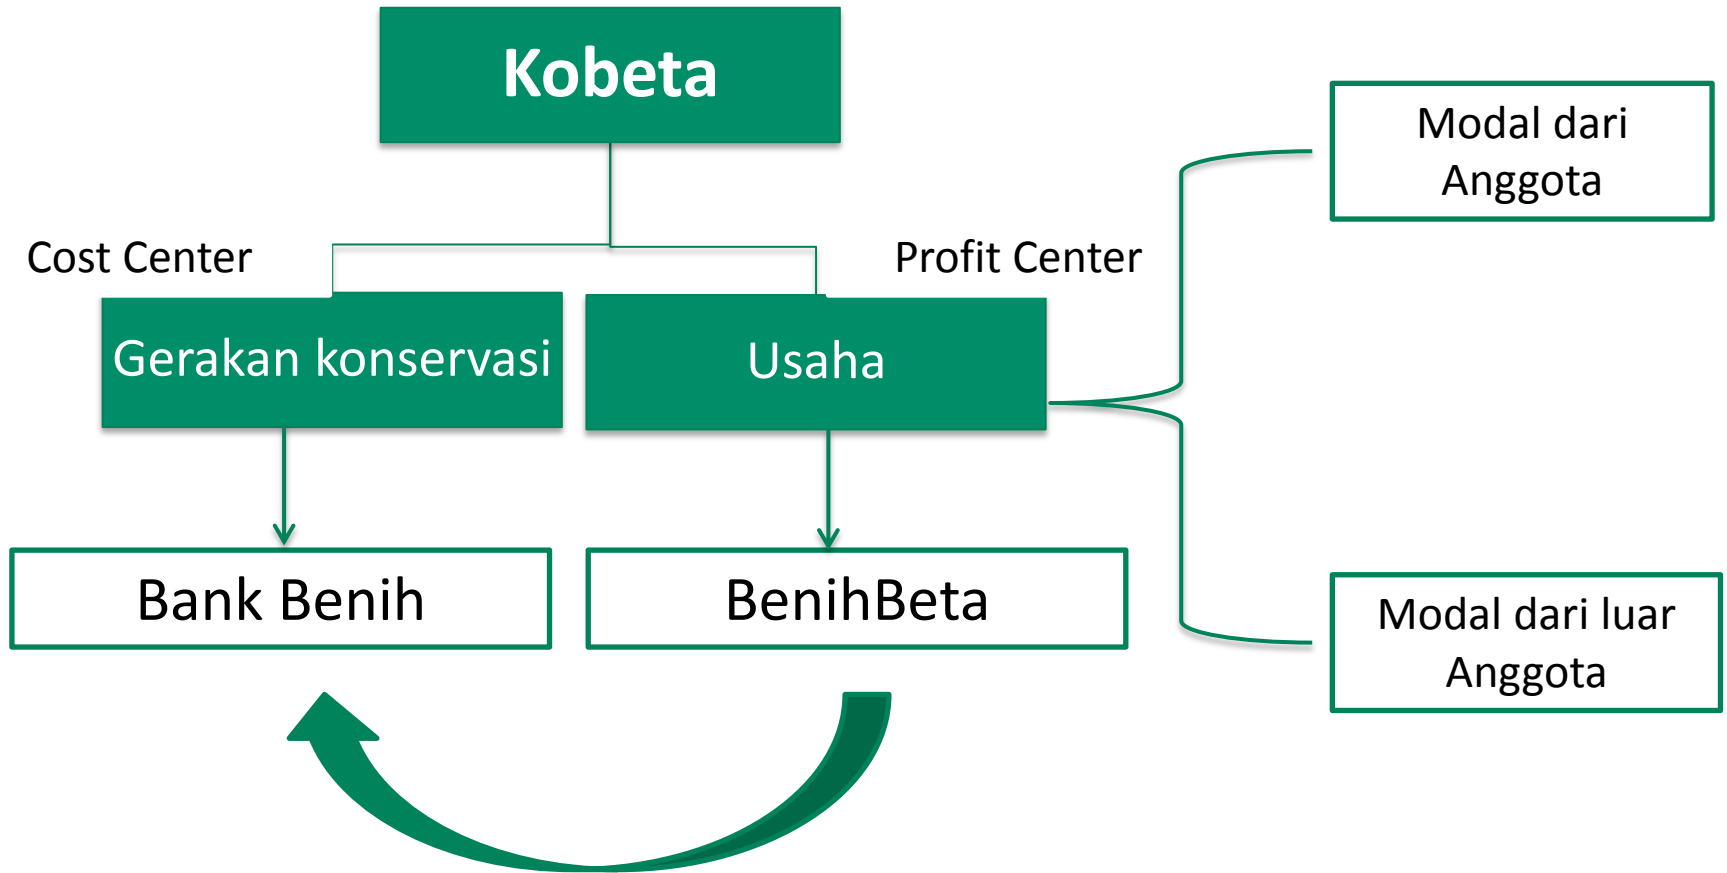 Kobeta
Modal dari
Anggota
Cost Center
Profit Center
Gerakan konservasi
Usaha
Bank Benih
BenihBeta
Modal dari luar
Anggota